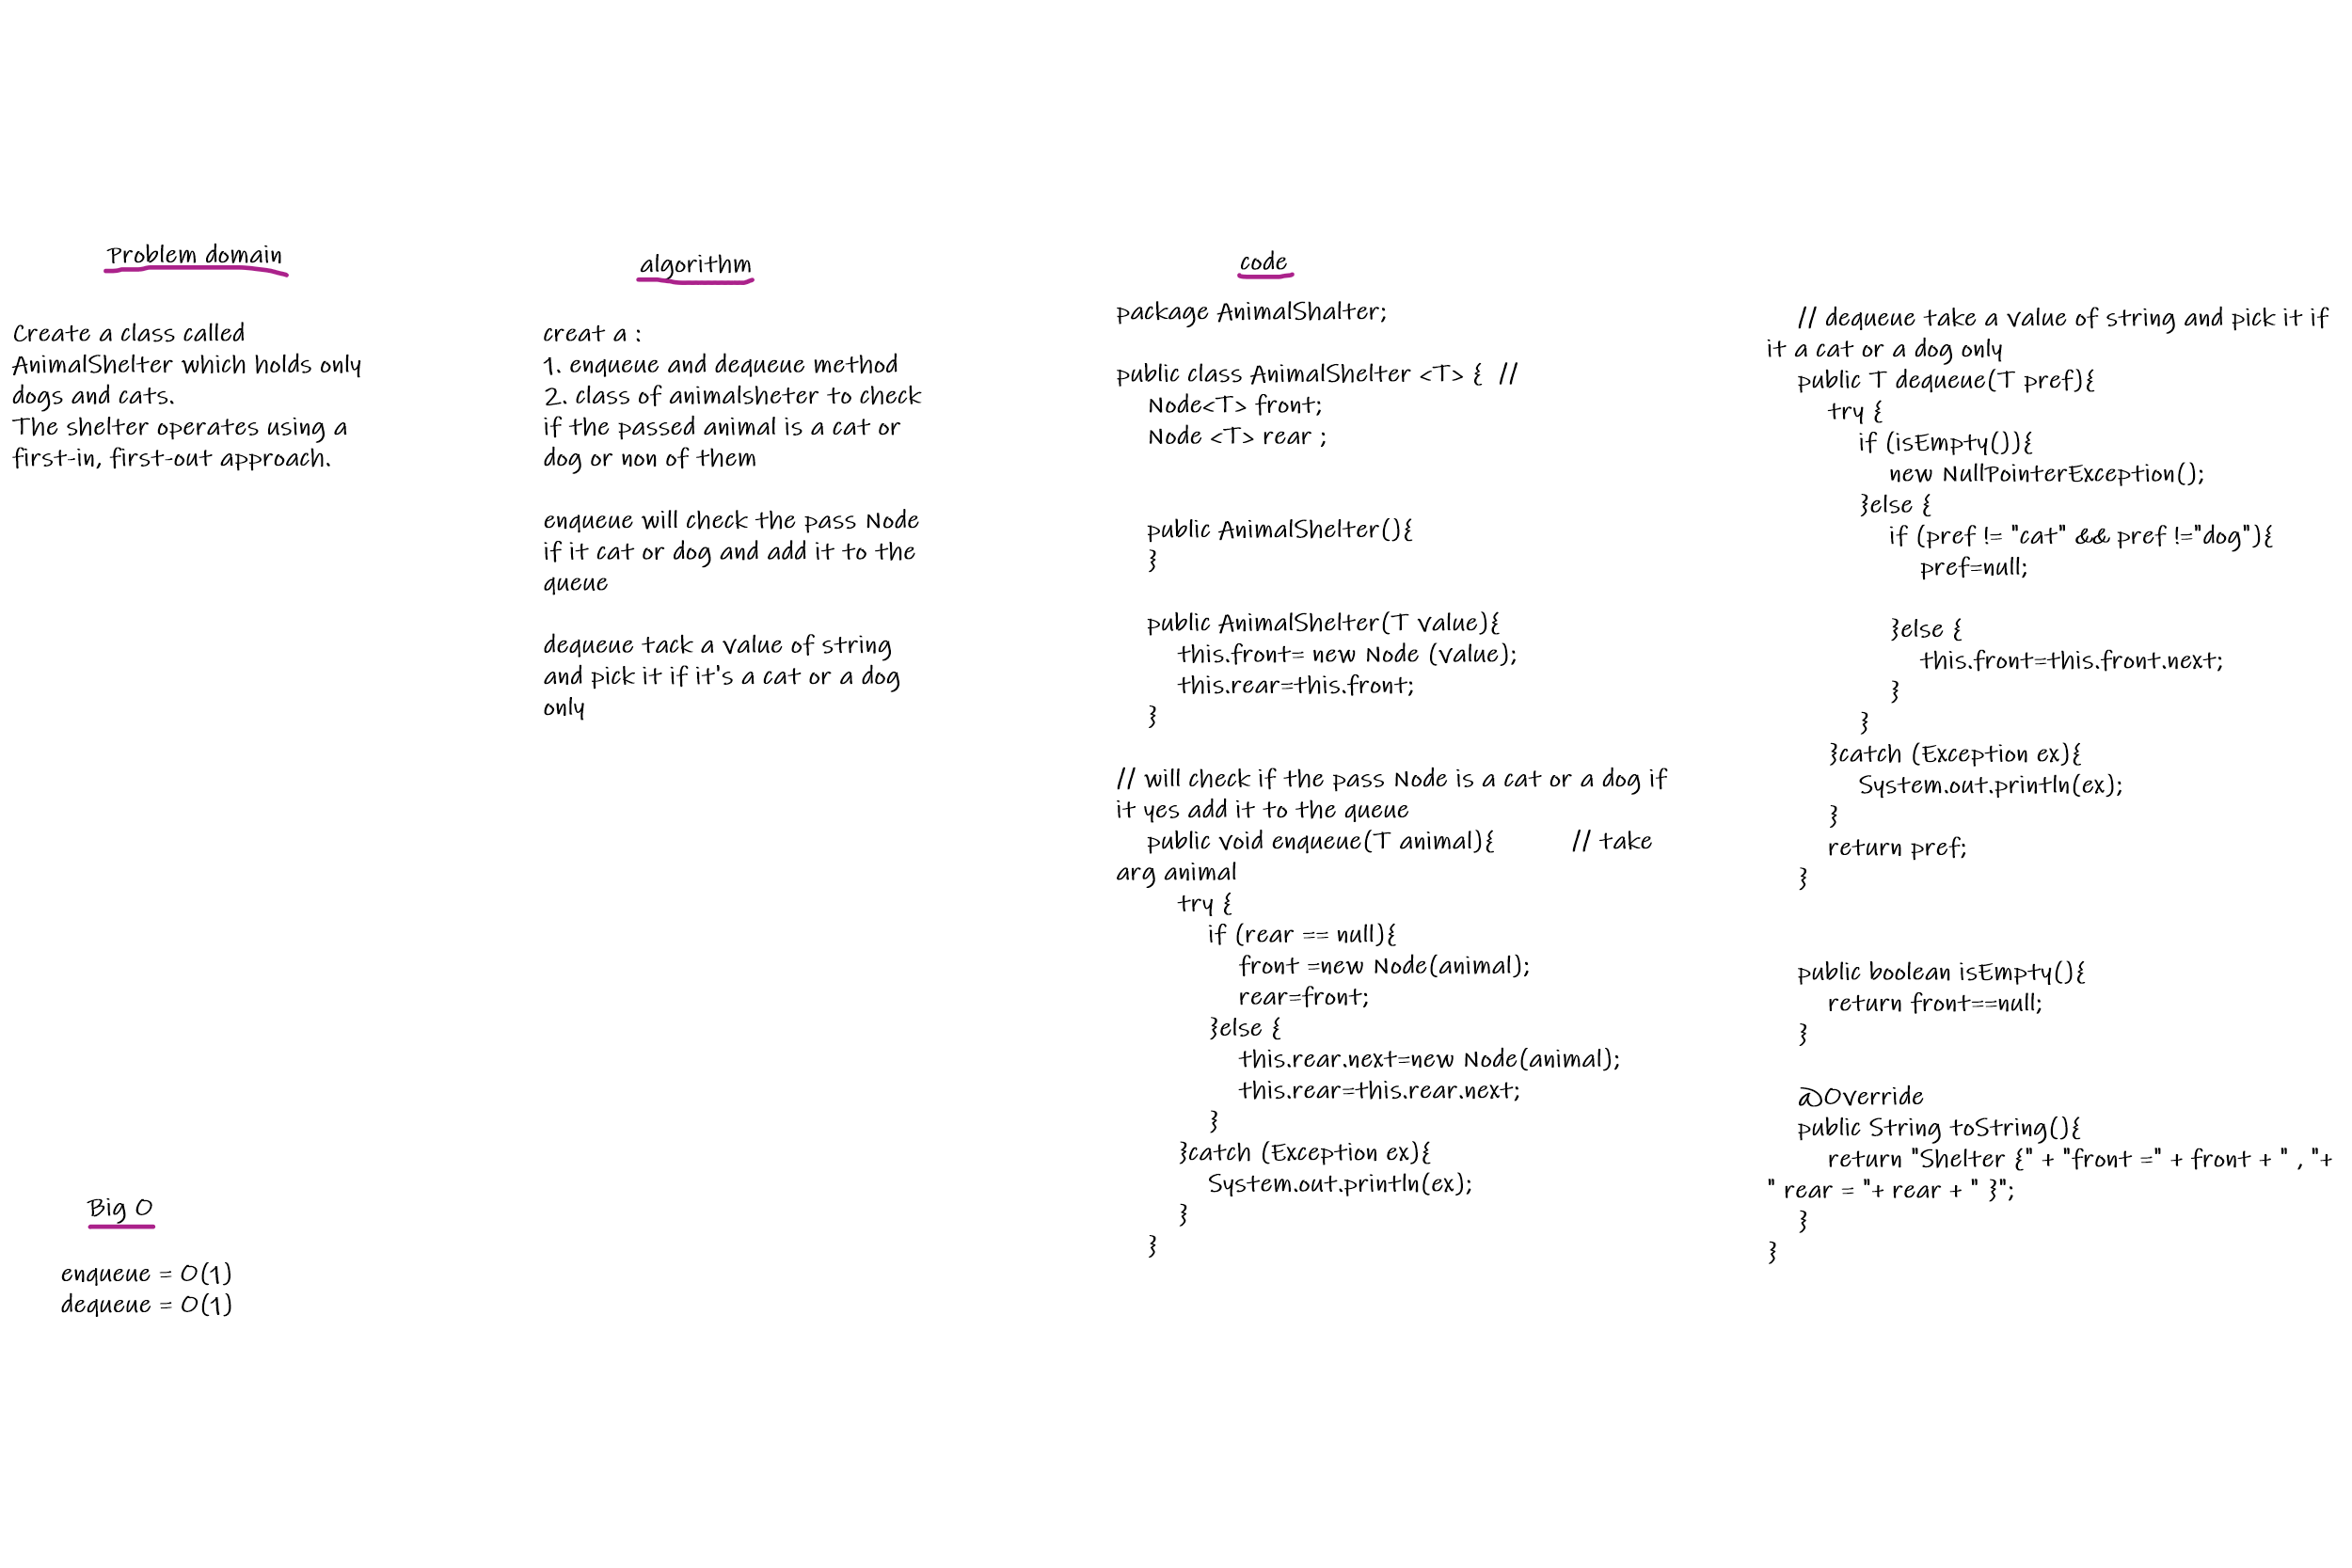 Problem domain
Create a class called
AnimalShelter which holds only
dogs and cats.
The shelter operates using a
first-in, first-out approach.
Big O
enqueue = O(1)
dequeue = O(1)
algorithm
creat a :
1. enqueue and dequeue method
2. class of animalsheter to check
if the passed animal is a cat or
dog or non of them
enqueue will check the pass Node
if it cat or dog and add it to the
queue
dequeue tack a value of string
and pick it if it's a cat or a dog
only
code
package AnimalShalter;
public class AnimalShelter <T> { //
Node<T> front;
Node <T> rear ;
public AnimalShelter(){
}
public AnimalShelter(T value){
this.front= new Node (value);
this.rear=this.front;
}
// will check if the pass Node is a cat or a dog if
it yes add it to the queue
public void enqueue(T animal){ // take
arg animal
try {
if (rear == null){
front =new Node(animal);
rear=front;
}else {
this.rear.next=new Node(animal);
this.rear=this.rear.next;
}
}catch (Exception ex){
System.out.println(ex);
}
}
// dequeue take a value of string and pick it if
it a cat or a dog only
public T dequeue(T pref){
try {
if (isEmpty()){
new NullPointerException();
}else {
if (pref != "cat" && pref !="dog"){
pref=null;
}else {
this.front=this.front.next;
}
}
}catch (Exception ex){
System.out.println(ex);
}
return pref;
}
public boolean isEmpty(){
return front==null;
}
@Override
public String toString(){
return "Shelter {" + "front =" + front + " , "+
" rear = "+ rear + " }";
}
}